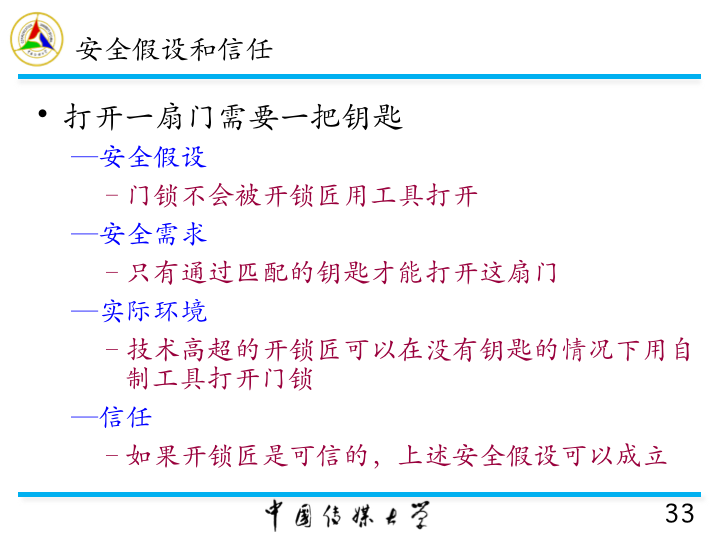 安全假设和信任
• 打开一扇门需要一把钥匙
—安全假设
– 门锁不会被开锁匠用工具打开
—安全需求
– 只有通过匹配的钥匙才能打开这扇门
—实际环境
– 技术高超的开锁匠可以在没有钥匙的情况下用自
制工具打开门锁
—信任
– 如果开锁匠是可信的，上述安全假设可以成立
中国传媒大学
33